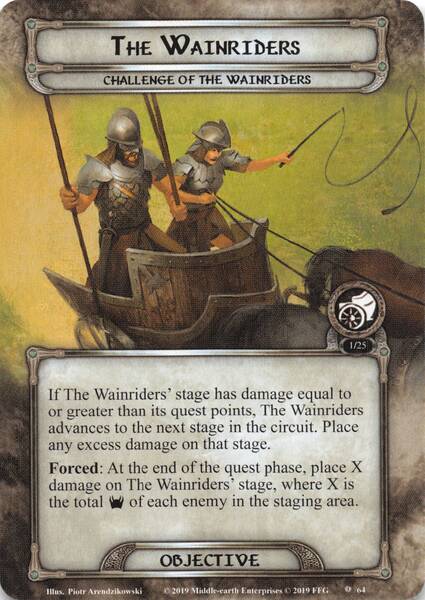 THE WAINRIDERS
CHALLENGE OF THE WAINRIDERS
1/25
If The Wainriders' stage has damage equal to
or greater than its quest points, The Wainriders
advances to the next stage in the circuit. Place
any excess damage on that stage.
Forced: At the end of the quest phase, place X
damage on The Wainriders' stage, where X is
the total of each enemy in the staging area.
OBJECTIVE
Illus. Piotr Arendzikowski © 2019 Middle-earth Enterprises © 2019 FFG 64